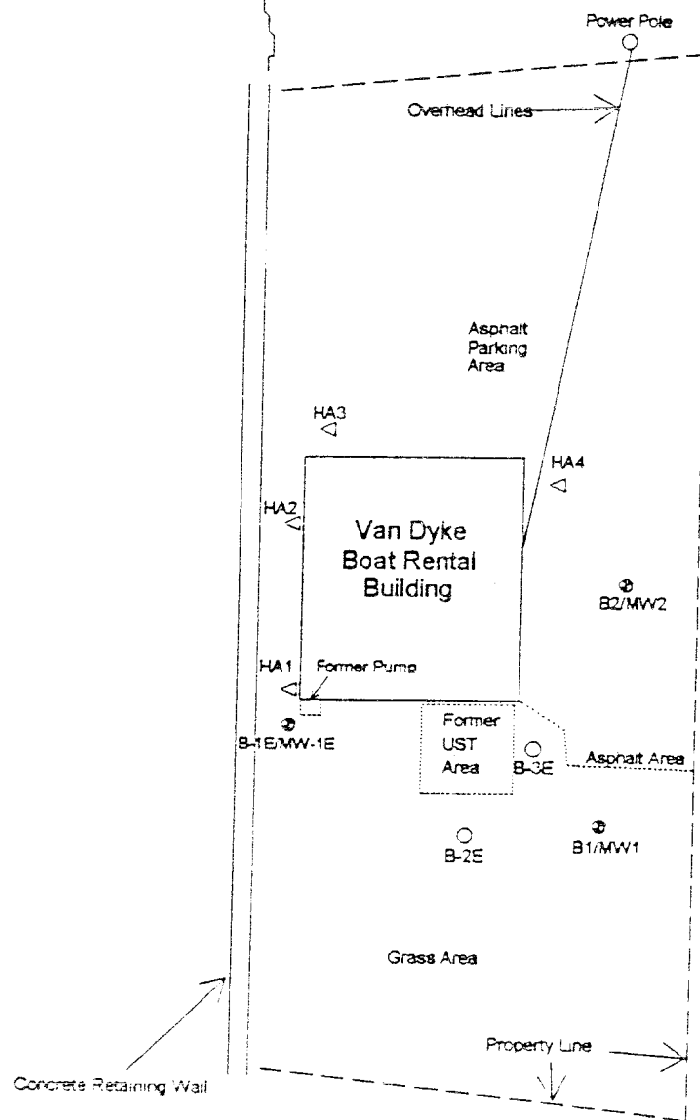 Power Pole
Overhead Lines
Asphalt
Parking
Area
HA3
HA4
HA2
Van Dyke
Boat Rental
Building
B2/MW2
HA1
Former Pump
Former
UST
Area
B-1E/MW-1E
B-3E
Asphalt Area
B-2E
B1/MW1
Grass Area
Property Line
Concrete Retaining Wall